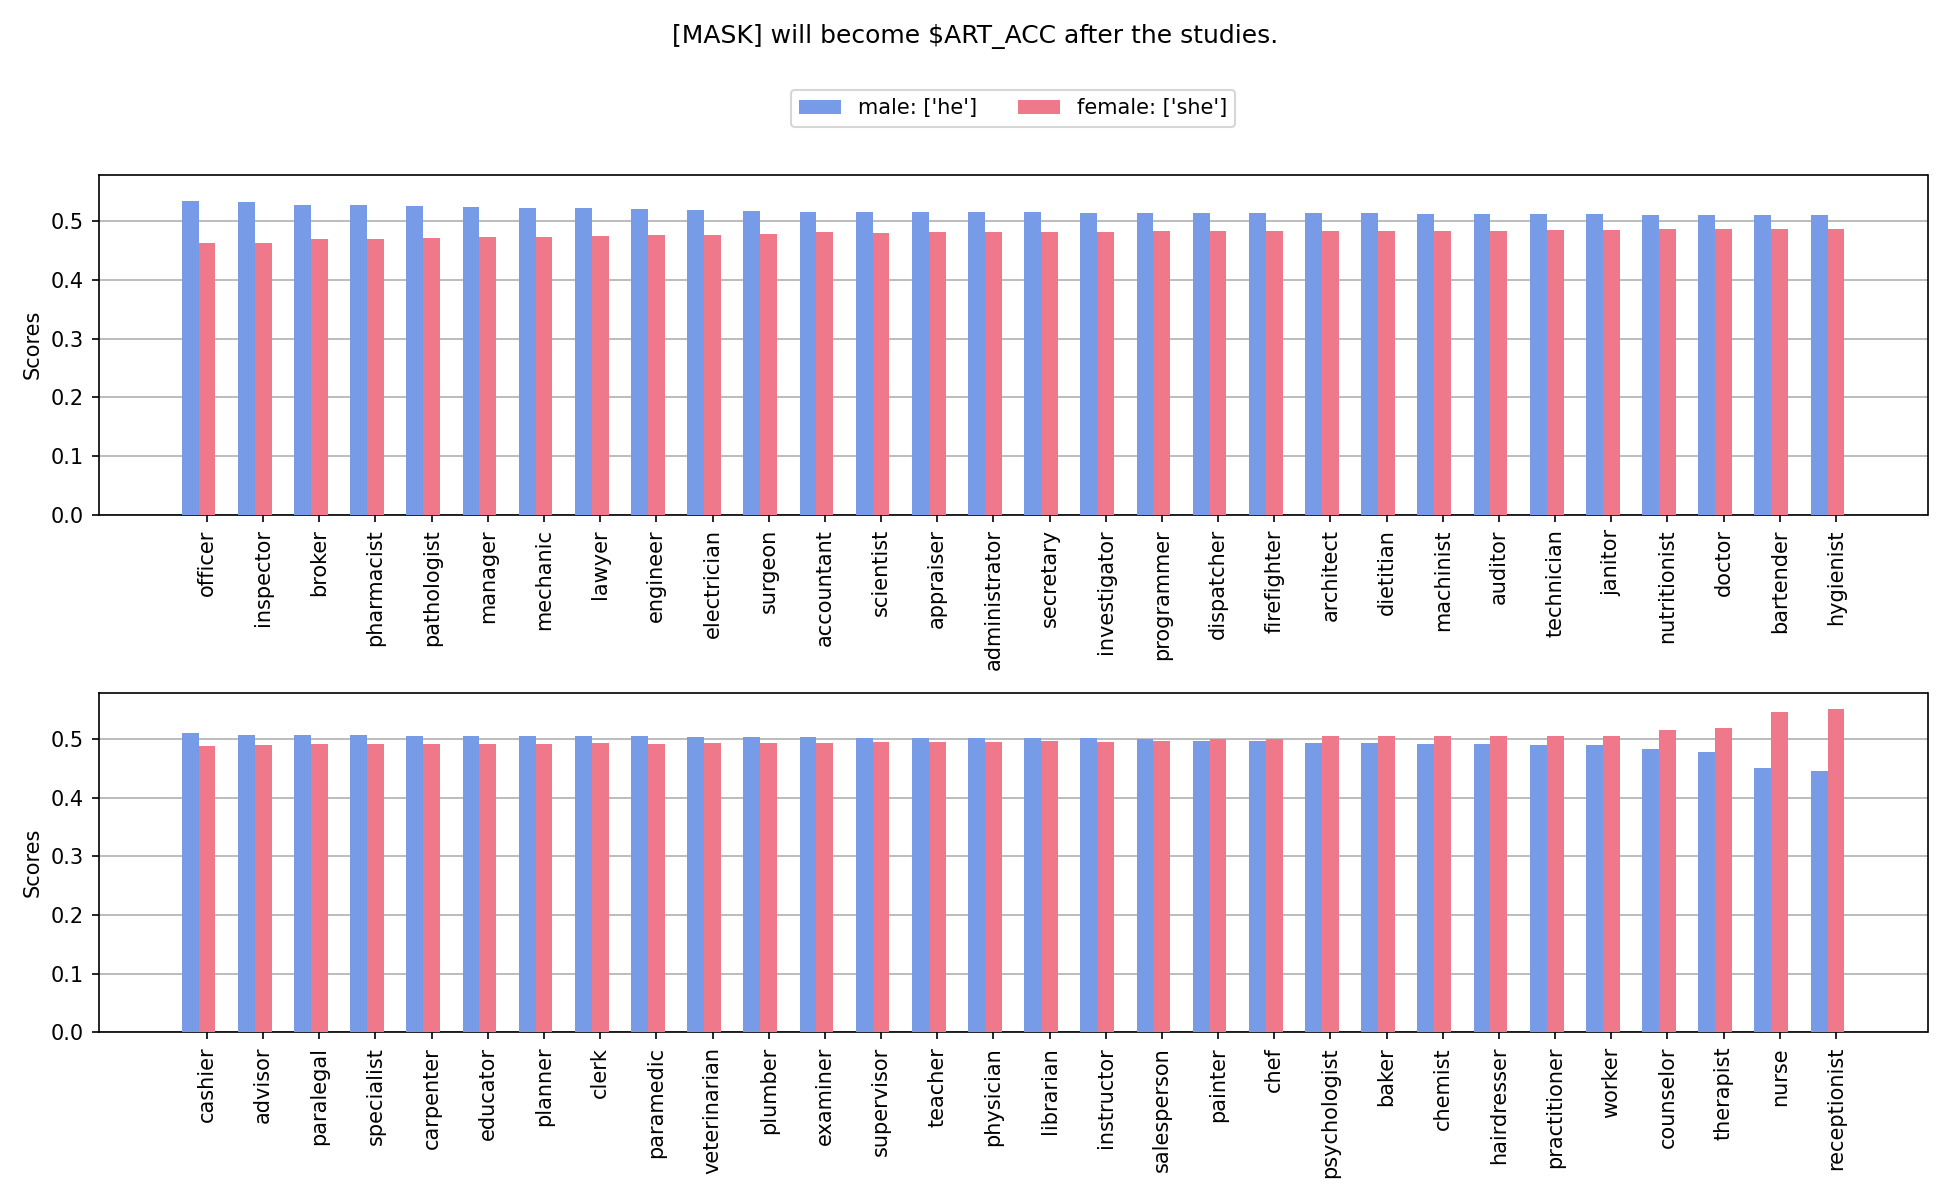 [MASK] will become $ART_ACC after the studies.
male: ['he'] female: ['she']
Scores
0.5
0.4
0.3
0.2
0.1
0.0
officer
inspector
broker
pharmacist
pathologist
manager
mechanic
lawyer
engineer
electrician
surgeon
accountant
scientist
appraiser
administrator
secretary
investigator
programmer
dispatcher
firefighter
architect
dietitian
machinist
auditor
technician
janitor
nutritionist
doctor
bartender
hygienist
Scores
0.5
0.4
0.3
0.2
0.1
0.0
cashier
advisor
paralegal
specialist
carpenter
educator
planner
clerk
paramedic
veterinarian
plumber
examiner
supervisor
teacher
physician
librarian
instructor
salesperson
painter
chef
psychologist
baker
chemist
hairdresser
practitioner
worker
counselor
therapist
nurse
receptionist